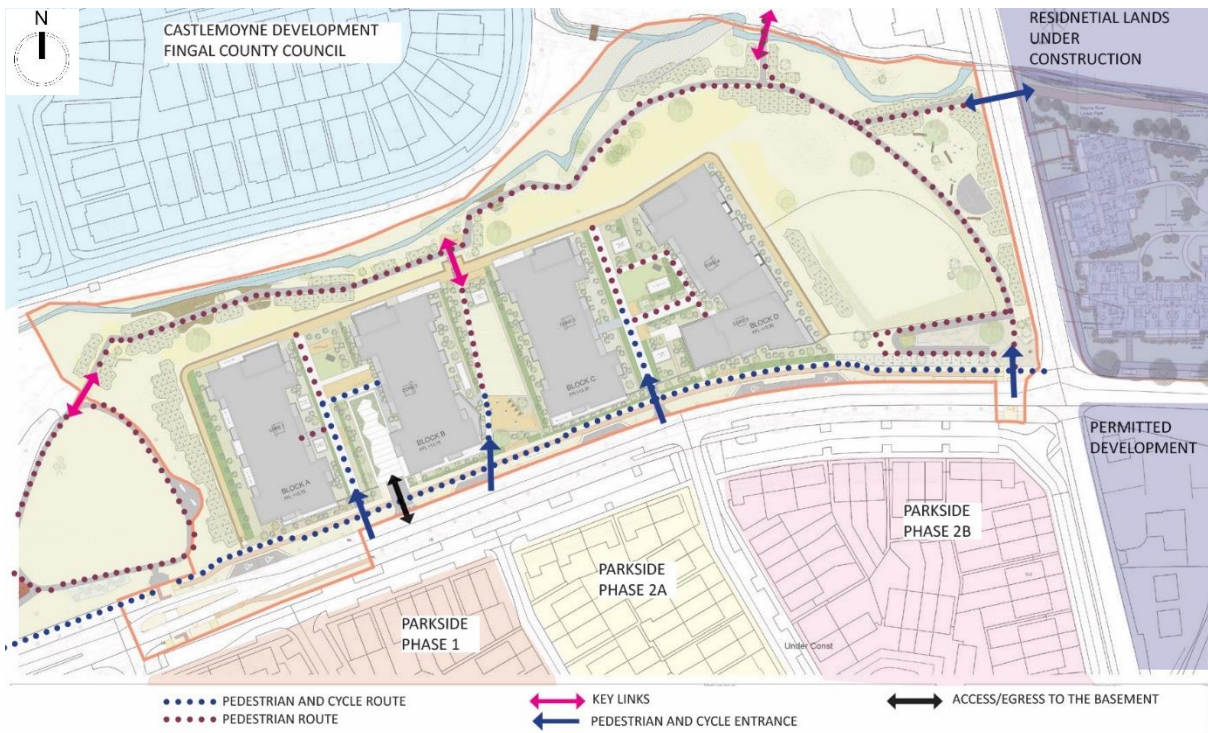 N
CASTLEMOYNE DEVELOPMENT
FINGAL COUNTY COUNCIL
RESIDNETIAL LANDS
UNDER
CONSTRUCTION
BLOCK D
BLOCK C
BLOCK B
BLOCK A
PERMITTED
DEVELOPMENT
PARKSIDE
PHASE 2B
PARKSIDE
PHASE 2A
PARKSIDE
PHASE 1
Under Const
PEDESTRIAN AND CYCLE ROUTE
PEDESTRIAN ROUTE
KEY LINKS
PEDESTRIAN AND CYCLE ENTRANCE
ACCESS/EGRESS TO THE BASEMENT